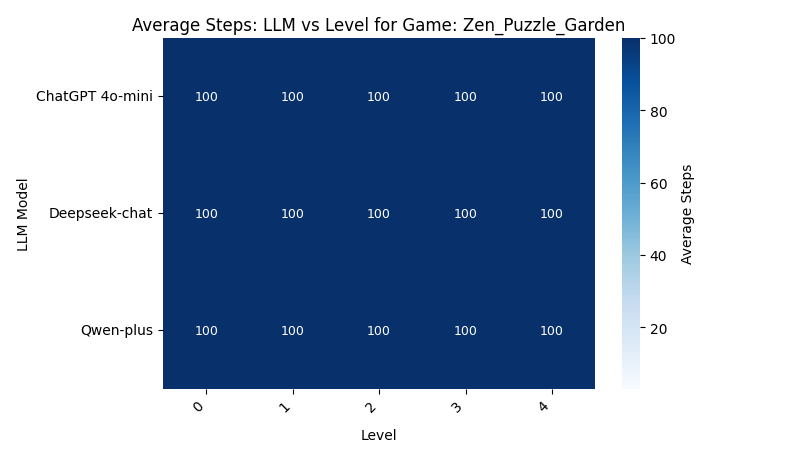 Average Steps: LLM vs Level for Game: Zen_Puzzle_Garden
LLM Model
ChatGPT 4o-mini 100 100 100 100 100
Deepseek-chat 100 100 100 100 100
Qwen-plus 100 100 100 100 100
0 1 2 3 4
Level
100
80
60
40
20
Average Steps